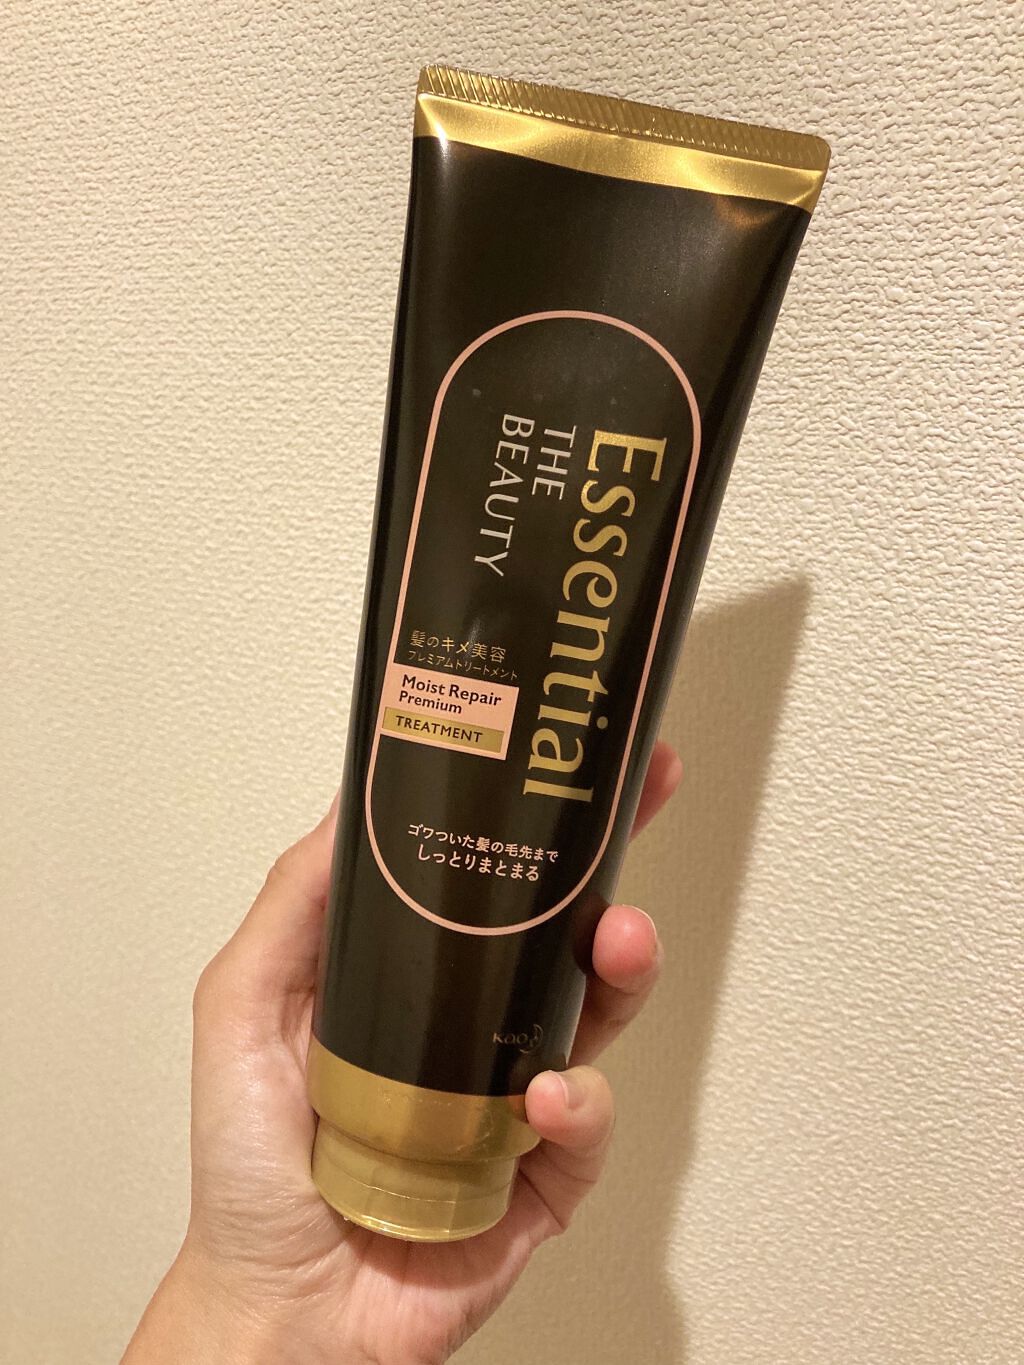 Essential
THE
BEAUTY
髪のキメ美容
プレミアムトリートメント
Moist Repair
Premium
TREATMENT
ゴワついた髪の毛先まで
しっとりまとまる
Kao